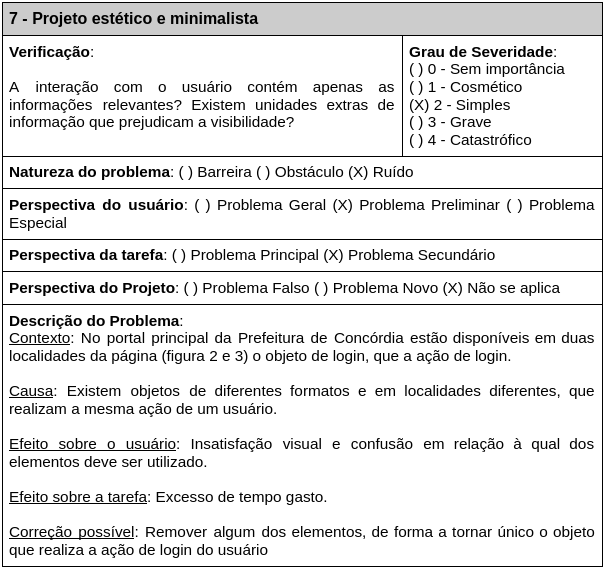 7 - Projeto estético e minimalista
Verificação:
A interação com o usuário contém apenas as
informações relevantes? Existem unidades extras de
informação que prejudicam a visibilidade?
Grau de Severidade:
( ) 0 - Sem importância
( ) 1 - Cosmético
(X) 2 - Simples
( ) 3 - Grave
( ) 4 - Catastrófico
Natureza do problema: ( ) Barreira ( ) Obstáculo (X) Ruído
Perspectiva do usuário: ( ) Problema Geral (X) Problema Preliminar ( ) Problema
Especial
Perspectiva da tarefa: ( ) Problema Principal (X) Problema Secundário
Perspectiva do Projeto: ( ) Problema Falso ( ) Problema Novo (X) Não se aplica
Descrição do Problema:
Contexto: No portal principal da Prefeitura de Concórdia estão disponíveis em duas
localidades da página (figura 2 e 3) o objeto de login, que a ação de login.
Causa: Existem objetos de diferentes formatos e em localidades diferentes, que
realizam a mesma ação de um usuário.
Efeito sobre o usuário: Insatisfação visual e confusão em relação à qual dos
elementos deve ser utilizado.
Efeito sobre a tarefa: Excesso de tempo gasto.
Correção possível: Remover algum dos elementos, de forma a tornar único o objeto
que realiza a ação de login do usuário